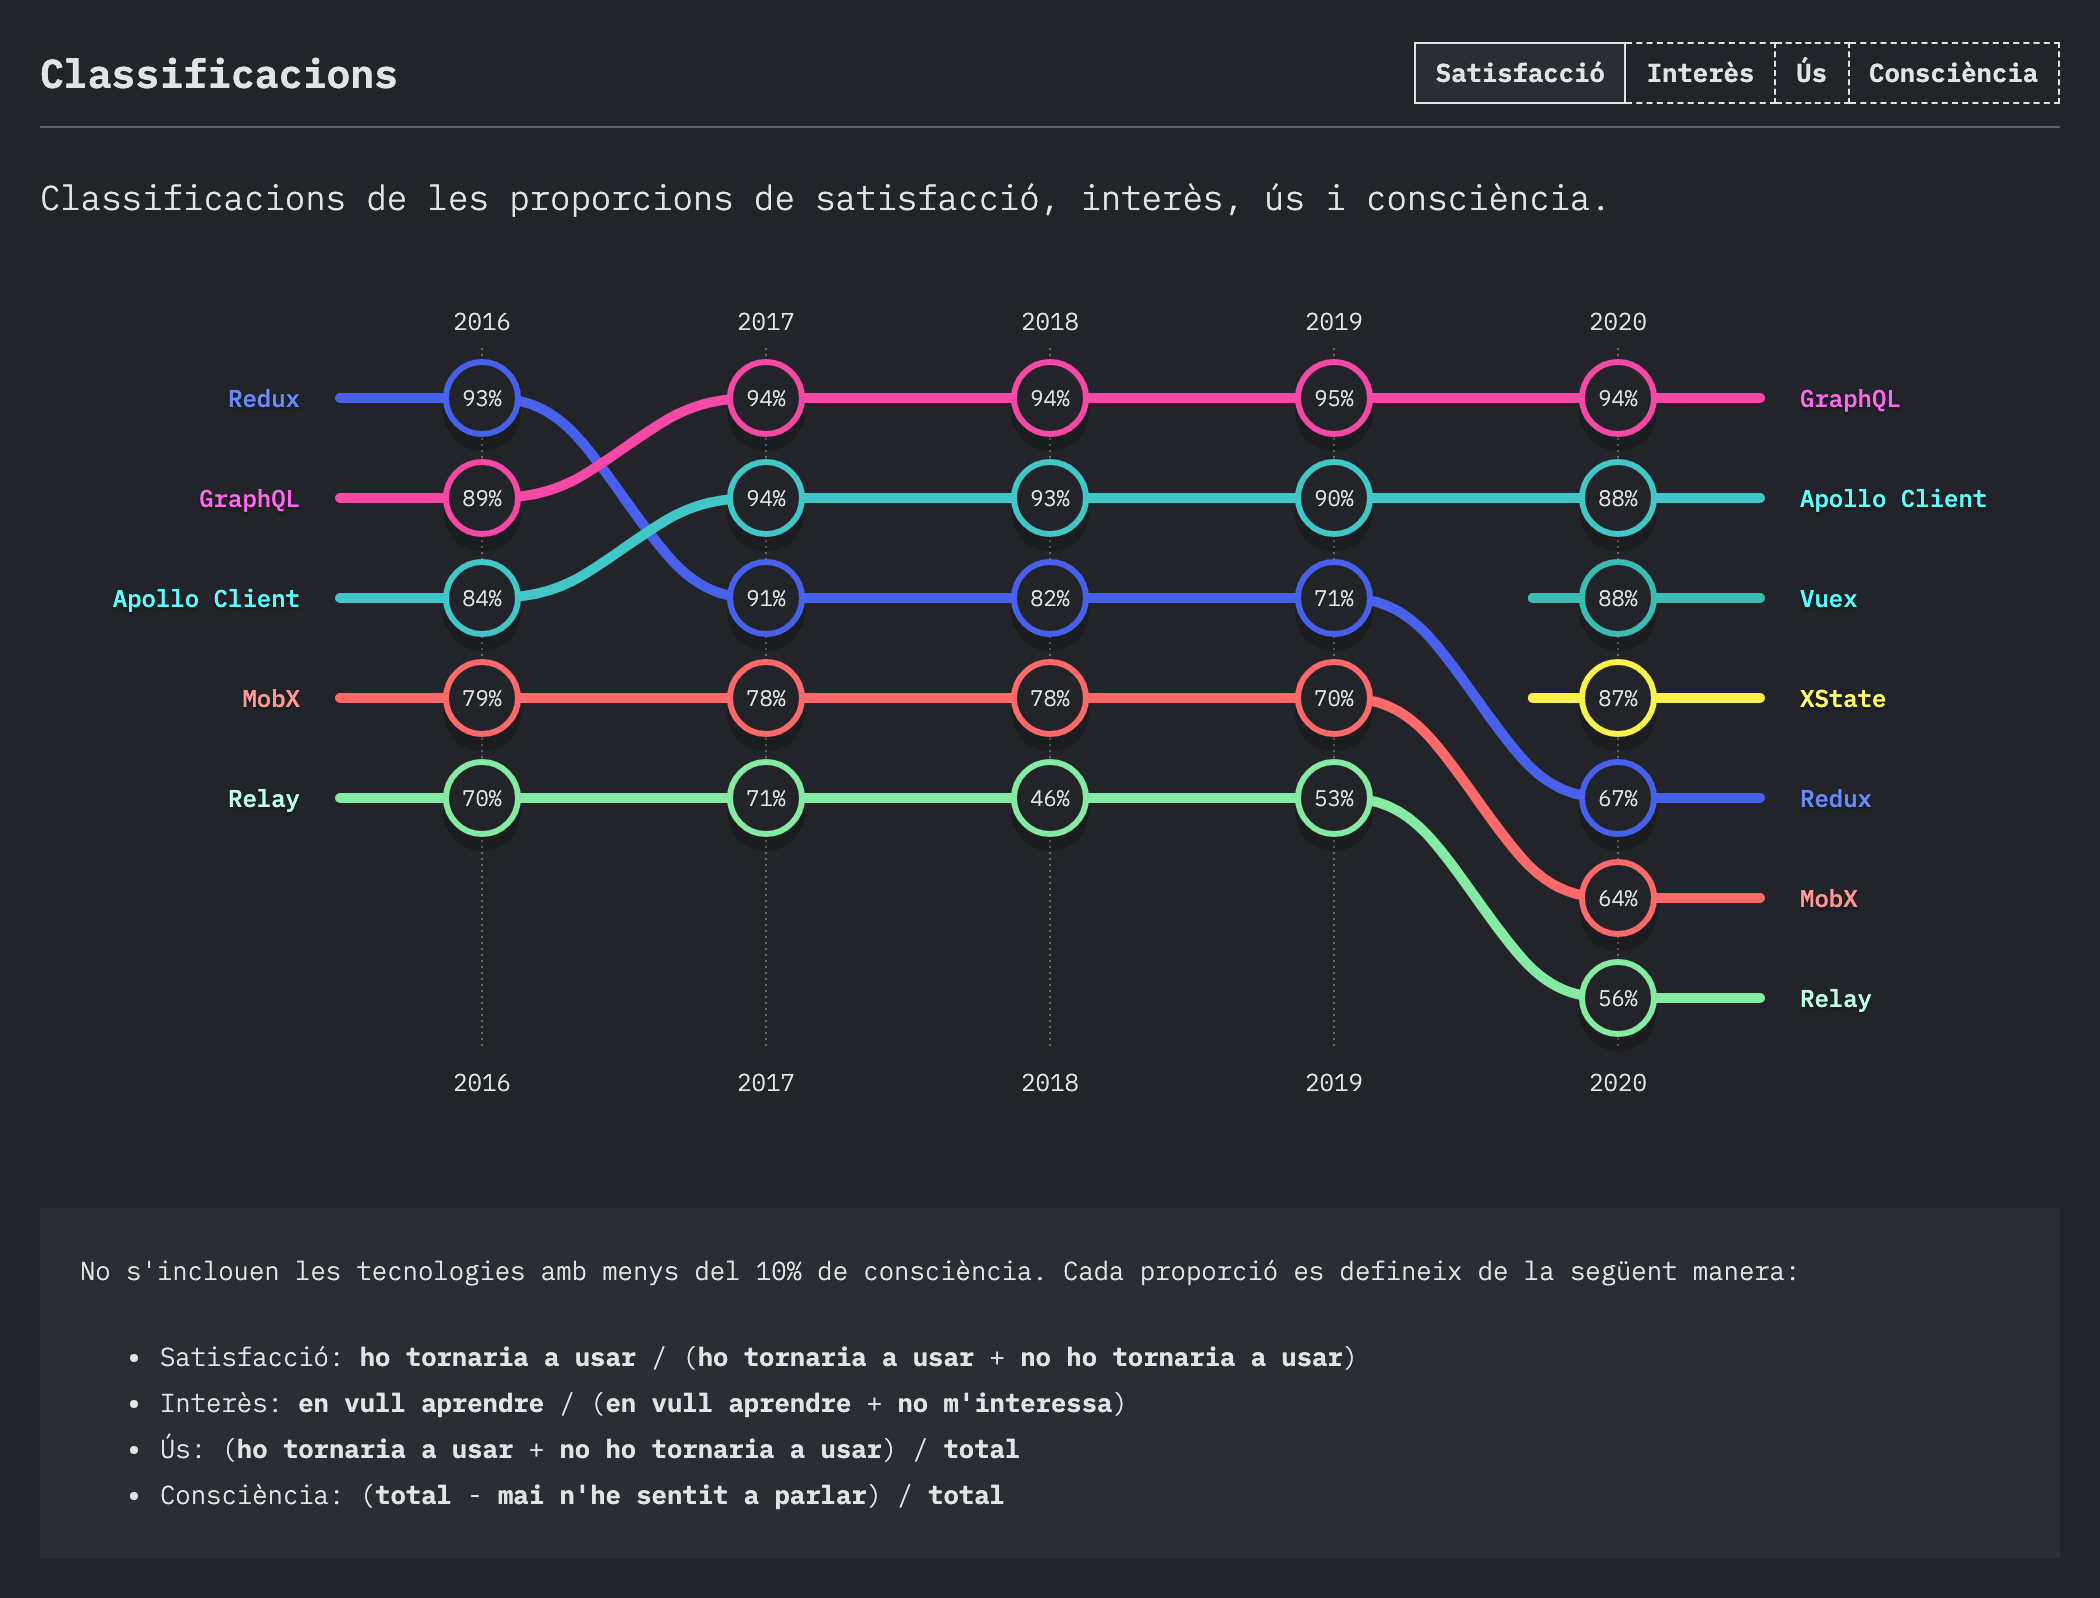 Classificacions
Satisfacció Interès Ús Consciència
Classificacions de les proporcions de satisfacció, interès, ús i consciència.
2016 2017 2018 2019 2020
Redux 93% 94% 94% 95% 94% GraphQL
GraphQL 89% 94% 93% 90% 88% Apollo Client
Apollo Client 84% 91% 82% 71% 88% Vuex
MobX 79% 78% 78% 70% 87% XState
Relay 70% 71% 46% 53% 67% Redux
64% MobX
56% Relay
2016 2017 2018 2019 2020
No s'inclouen les tecnologies amb menys del 10% de consciència. Cada proporció es defineix de la següent manera:
• Satisfacció: ho tornaria a usar / (ho tornaria a usar + no ho tornaria a usar)
• Interès: en vull aprendre / (en vull aprendre + no m'interessa)
• Ús: (ho tornaria a usar + no ho tornaria a usar) / total
• Consciència: (total - mai n'he sentit a parlar) / total